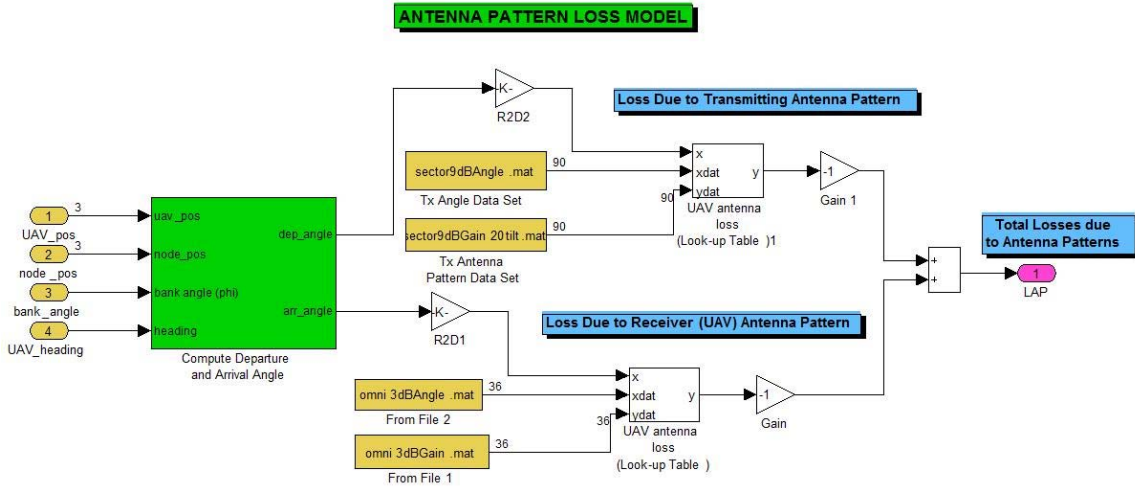 ANTENNA PATTERN LOSS MODEL
-K-
R2D2
Loss Due to Transmitting Antenna Pattern
sector9dBAngle .mat
90
Tx Angle Data Set
x
xdat
ydat
y
90
UAV antenna
loss
(Look-up Table )1
-1
Gain 1
sector9dBGain 20tilt .mat
90
Tx Antenna
Pattern Data Set
1
3
UAV_pos
2
3
node _pos
3
bank _angle
4
UAV_heading
uav_pos
node_pos
bank angle (phi)
heading
dep_angle
arr_angle
Compute Departure
and Arrival Angle
Total Losses due
to Antenna Patterns
+
+
1
LAP
-K-
R2D1
Loss Due to Receiver (UAV) Antenna Pattern
omni 3dBAngle .mat
36
From File 2
omni 3dBGain .mat
36
From File 1
x
xdat
ydat
y
36
UAV antenna
loss
(Look-up Table )
-1
Gain